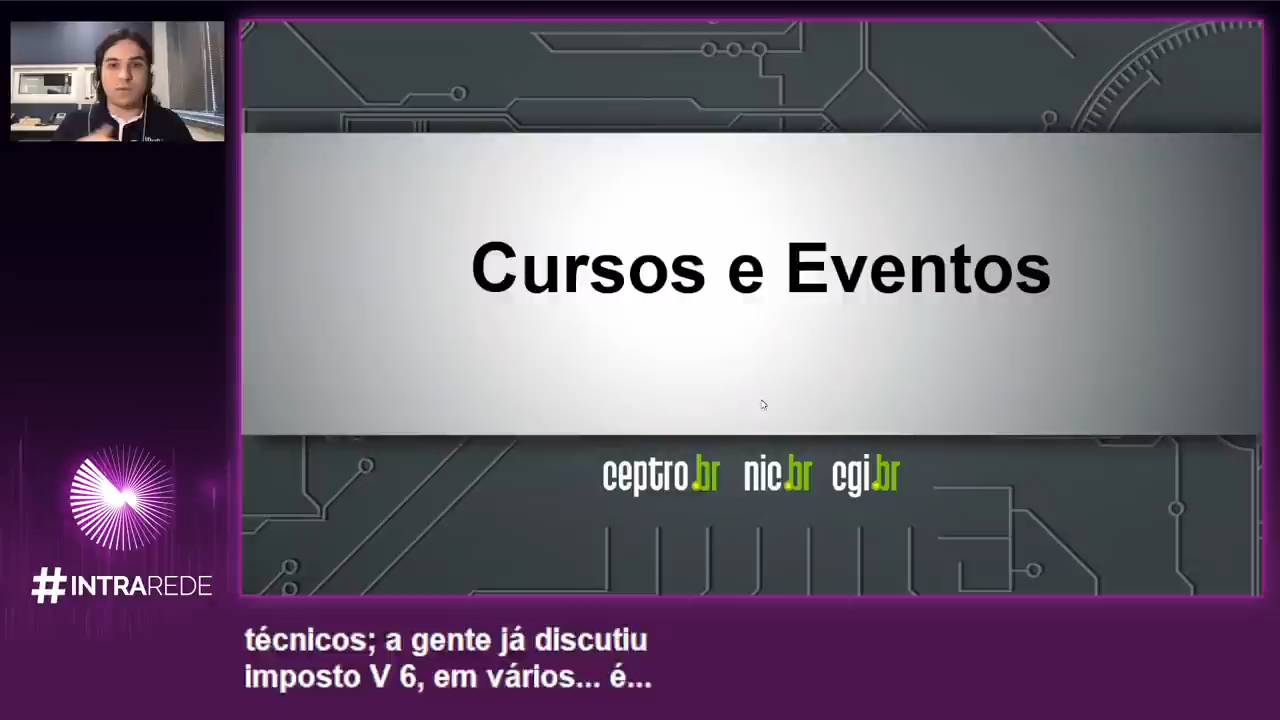 Cursos e Eventos
ceptro.br nic.br cgi.br
#INTRAREDE
técnicos; a gente já discutiu
imposto V 6, em vários... é...